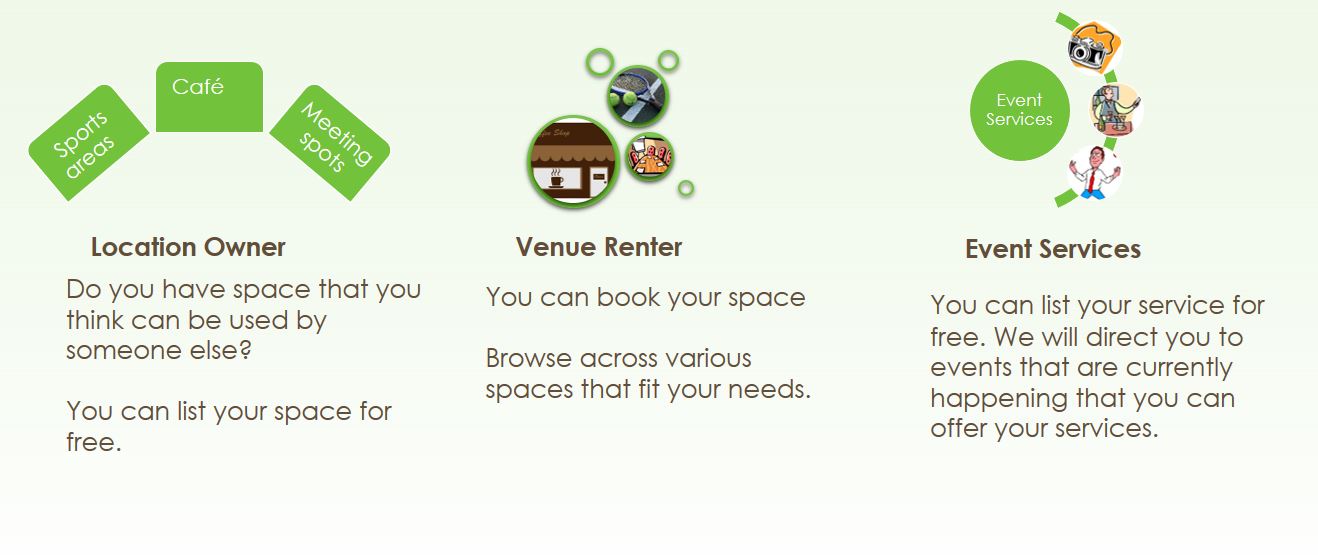 Sports
areas
Café
Meeting
spots
Location Owner
Do you have space that you
think can be used by
someone else?
You can list your space for
free.
Shop
Venue Renter
You can book your space
Browse across various
spaces that fit your needs.
Event
Services
Event Services
You can list your service for
free. We will direct you to
events that are currently
happening that you can
offer your services.